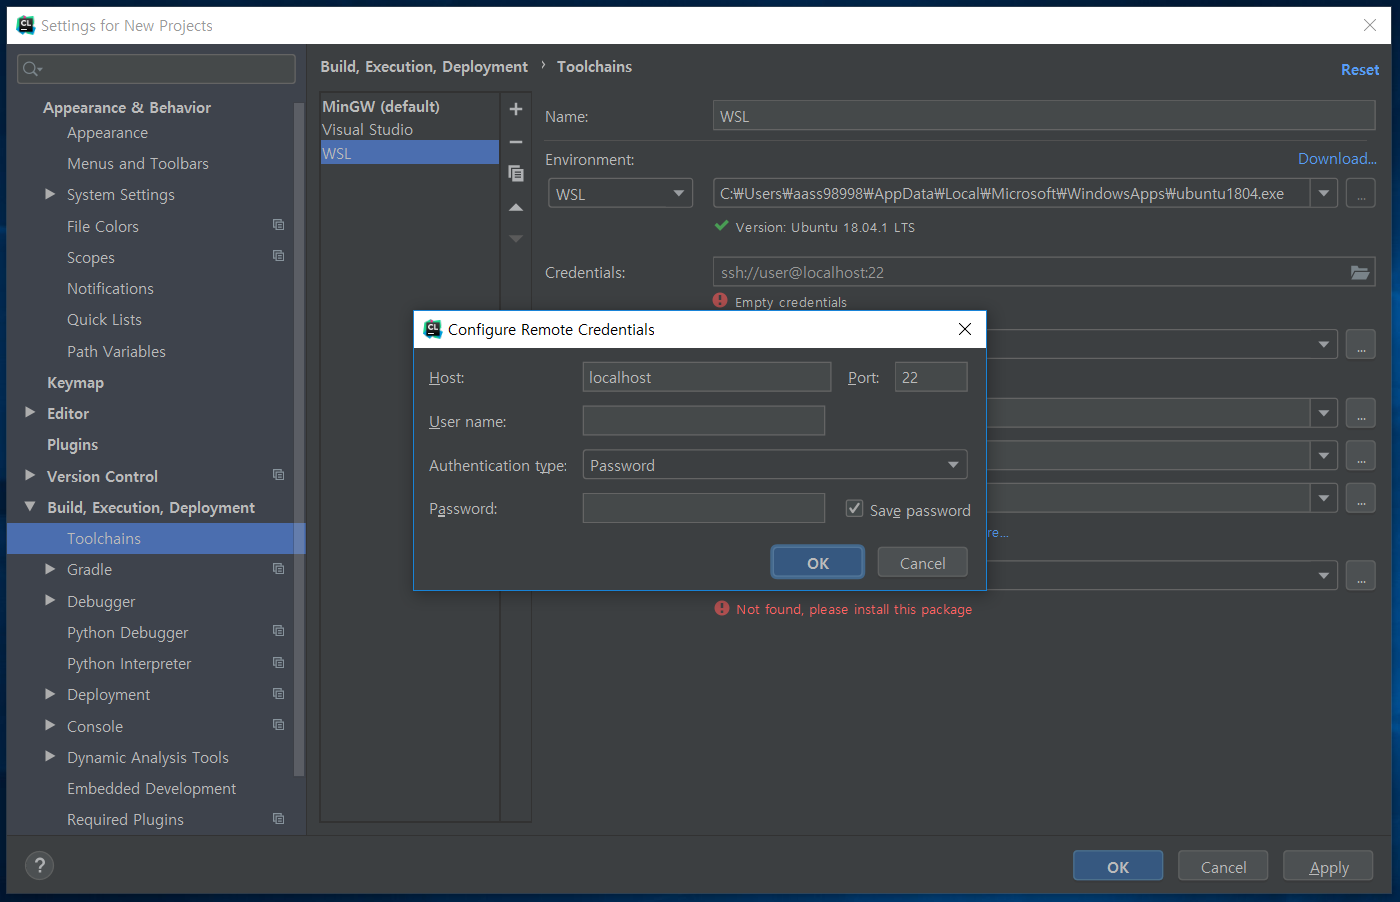 Settings for New Projects
Appearance & Behavior
Appearance
Menus and Toolbars
System Settings
File Colors
Scopes
Notifications
Quick Lists
Path Variables
Keymap
Editor
Plugins
Version Control
Build, Execution, Deployment
Toolchains
Gradle
Debugger
Python Debugger
Python Interpreter
Deployment
Console
Dynamic Analysis Tools
Embedded Development
Required Plugins
Build, Execution, Deployment › Toolchains
Reset
MinGW (default)
Visual Studio
WSL
Name: WSL
Environment: Download...
WSL C:₩Users₩aass98998₩AppData₩Local₩Microsoft₩WindowsApps₩ubuntu1804.exe ...
Version: Ubuntu 18.04.1 LTS
Credentials: ssh://user@localhost:22
Empty credentials
...
...
...
...
re...
...
Not found, please install this package
CL Configure Remote Credentials
Host: localhost Port: 22
User name:
Authentication type: Password
Password: Save password
OK Cancel
? OK Cancel Apply